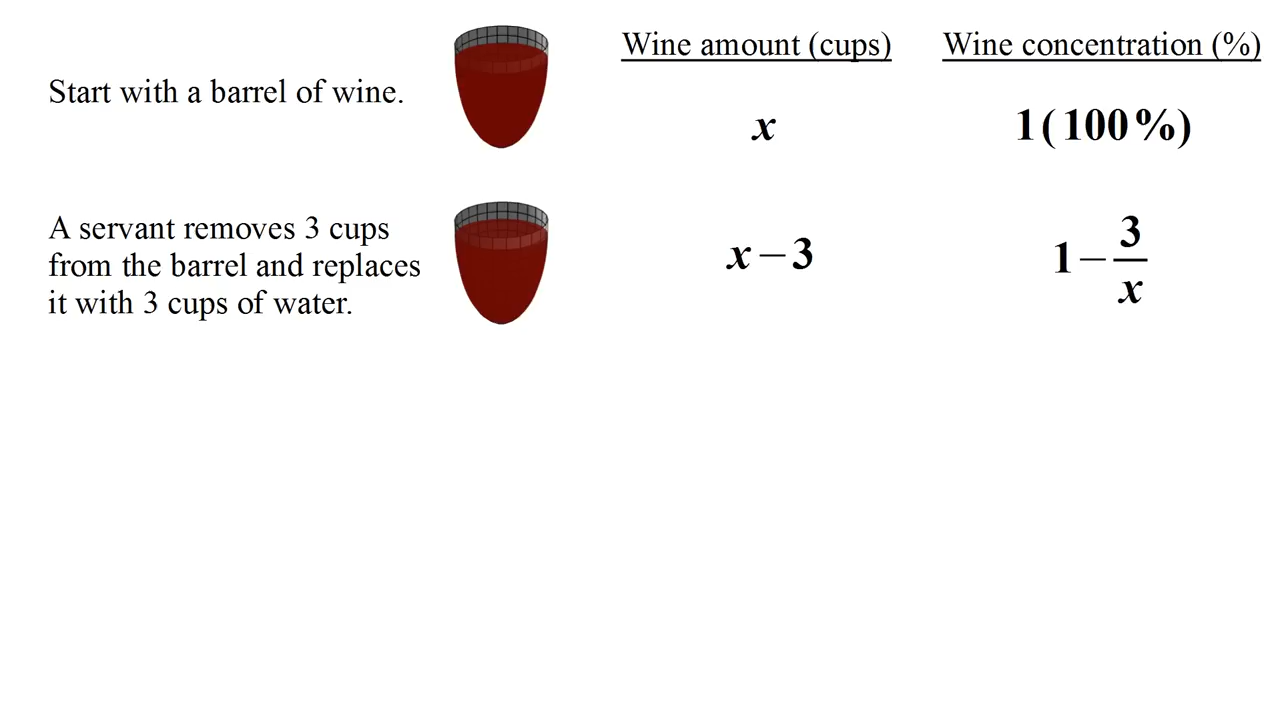 Wine amount (cups) Wine concentration (%)
Start with a barrel of wine.
x 1(100%)
A servant removes 3 cups
from the barrel and replaces
it with 3 cups of water.
x−3 1−3/x